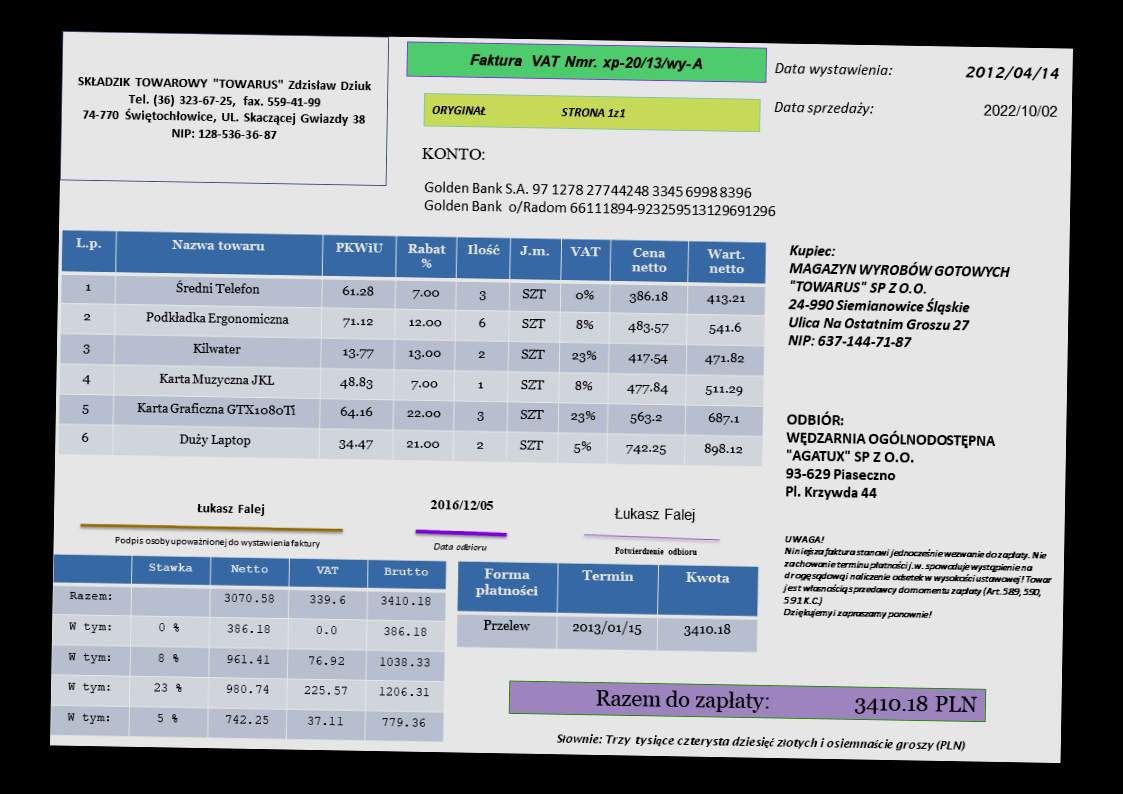 SKŁADZIK TOWAROWY "TOWARUS" Zdzisław Dziuk
Tel. (36) 323-67-25, fax. 559-41-99
74-770 Świętochłowice, UL. Skaczącej Gwiazdy 38
NIP: 128-536-36-87
Faktura VAT Nmr. xp-20/13/wy-A
ORYGINAŁ STRONA 1z1
Data wystawienia: 2012/04/14
Data sprzedaży: 2022/10/02
KONTO:
Golden Bank S.A. 97 1278 27744248 3345 6998 8396
Golden Bank o/Radom 66111894-923259513129691296
L.p. Nazwa towaru PKWiU Rabat % Ilość J.m. VAT Cena netto Wart. netto
1 Średni Telefon 61.28 7.00 3 SZT 0% 386.18 413.21
2 Podkładka Ergonomiczna 71.12 12.00 6 SZT 8% 483.57 541.6
3 Kilwater 13.77 13.00 2 SZT 23% 417.54 471.82
4 Karta Muzyczna JKL 48.83 7.00 1 SZT 8% 477.84 511.29
5 Karta Graficzna GTX1080Ti 64.16 22.00 3 SZT 23% 563.2 687.1
6 Duży Laptop 34.47 21.00 2 SZT 5% 742.25 898.12
Kupiec:
MAGAZYN WYROBÓW GOTOWYCH
"TOWARUS" SP Z O.O.
24-990 Siemianowice Śląskie
Ulica Na Ostatnim Groszu 27
NIP: 637-144-71-87
ODBIÓR:
WĘDZARNIA OGÓLNODOSTĘPNA
"AGATUX" SP Z O.O.
93-629 Piaseczno
Pl. Krzywda 44
Łukasz Falej
Podpis osoby upoważnionej do wystawienia faktury
2016/12/05
Data odbioru
Łukasz Falej
Potwierdzenie odbioru
UWAGA!
Niniejsza faktura stanowi jednocześnie wezwanie do zapłaty. Nie
zachowanie terminu płatności j.w. spowoduje wystąpienie na
drogę sądową i naliczenie odsetek w wysokości ustawowej! Towar
jest własnością sprzedawcy do momentu zapłaty (Art. 589, 590,
591 K.C.)
Dziękujemy i zapraszamy ponownie!
Stawka Netto VAT Brutto
Razem: 3070.58 339.6 3410.18
W tym: 0 % 386.18 0.0 386.18
W tym: 8 % 961.41 76.92 1038.33
W tym: 23 % 980.74 225.57 1206.31
W tym: 5 % 742.25 37.11 779.36
Forma płatności Termin Kwota
Przelew 2013/01/15 3410.18
Razem do zapłaty: 3410.18 PLN
Słownie: Trzy tysiące czterysta dziesięć złotych i osiemnaście groszy (PLN)